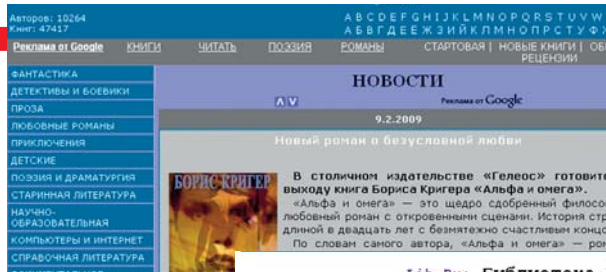 Авторов: 10264
Книг: 47417
A B C D E F G H I J K L M N O P Q R S T U V W
А Б В Г Д Е Ё Ж З И Й К Л М Н О П Р С Т У Ф Х
Реклама от Google КНИГИ ЧИТАТЬ ПОЭЗИЯ РОМАНЫ СТАРТОВАЯ | НОВЫЕ КНИГИ |
РЕЦЕНЗИИ
ФАНТАСТИКА
ДЕТЕКТИВЫ И БОЕВИКИ
ПРОЗА
ЛЮБОВНЫЕ РОМАНЫ
ПРИКЛЮЧЕНИЯ
ДЕТСКИЕ
ПОЭЗИЯ И ДРАМАТУРГИЯ
СТАРИННАЯ ЛИТЕРАТУРА
НАУЧНО-
ОБРАЗОВАТЕЛЬНАЯ
КОМПЬЮТЕРЫ И ИНТЕРНЕТ
СПРАВОЧНАЯ ЛИТЕРАТУРА
НОВОСТИ
Реклама от Google
9.2.2009
Новый роман о безусловной любви
БОРИС КРИГЕР
В столичном издательстве «Гелеос» готовитс
выходу книга Бориса Кригера «Альфа и омега».
«Альфа и омега» — это щедро сдобренный филосо
любовный роман с откровенными сценами. История стр
длиной в двадцать лет с безмятежно счастливым концо
По словам самого автора, «Альфа и омега» — ром